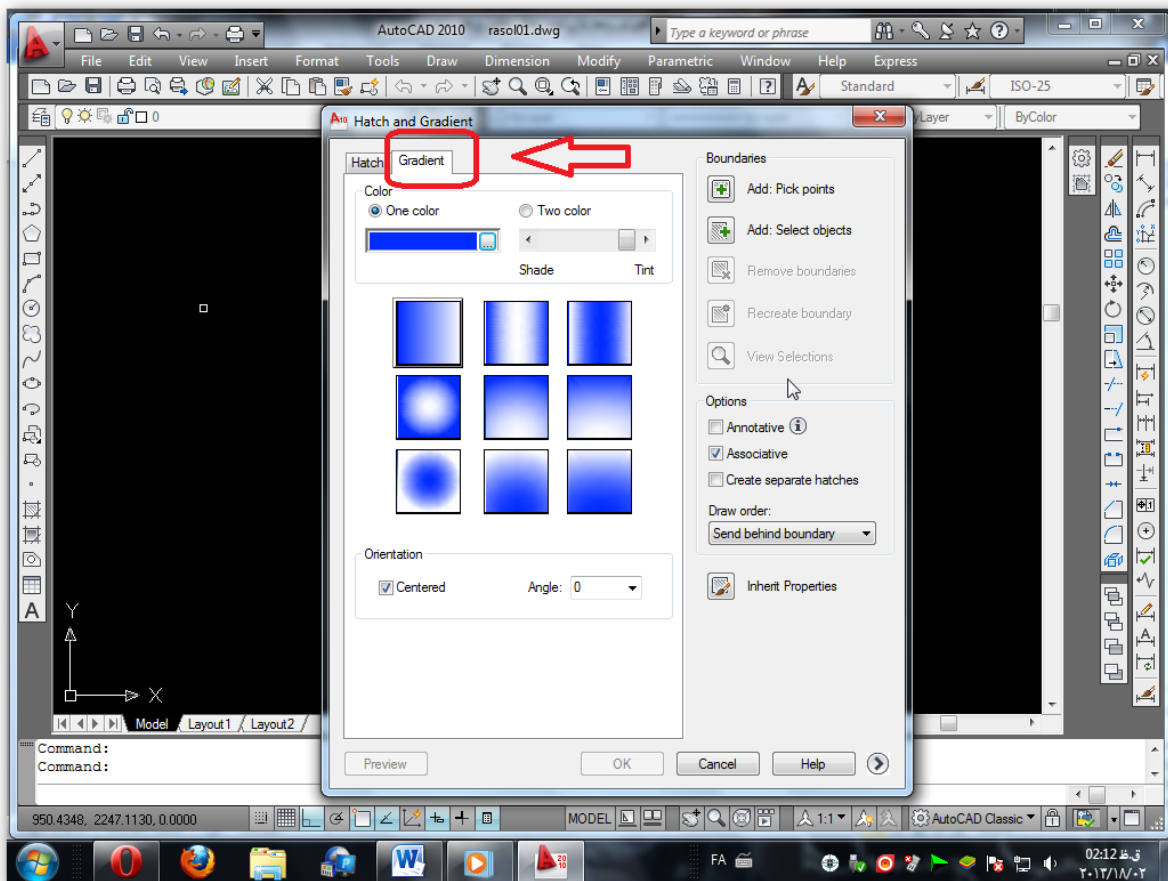 AutoCAD 2010 rasol01.dwg
Type a keyword or phrase
File Edit View Insert Format Tools Draw Dimension Modify Parametric Window Help Express
Standard
ISO-25
0
yLayer
ByColor
Hatch and Gradient
Hatch
Gradient
Color
One color
Two color
...
Shade
Tint
Orientation
Centered
Angle: 0
Boundaries
Add: Pick points
Add: Select objects
Remove boundaries
Recreate boundary
View Selections
Options
Annotative
Associative
Create separate hatches
Draw order:
Send behind boundary
Inherit Properties
Preview
OK
Cancel
Help
A
Y
X
Model
Layout1
Layout2
Command:
Command:
950.4348, 2247.1130, 0.0000
MODEL
1:1
AutoCAD Classic
FA
02:12 ق.ظ